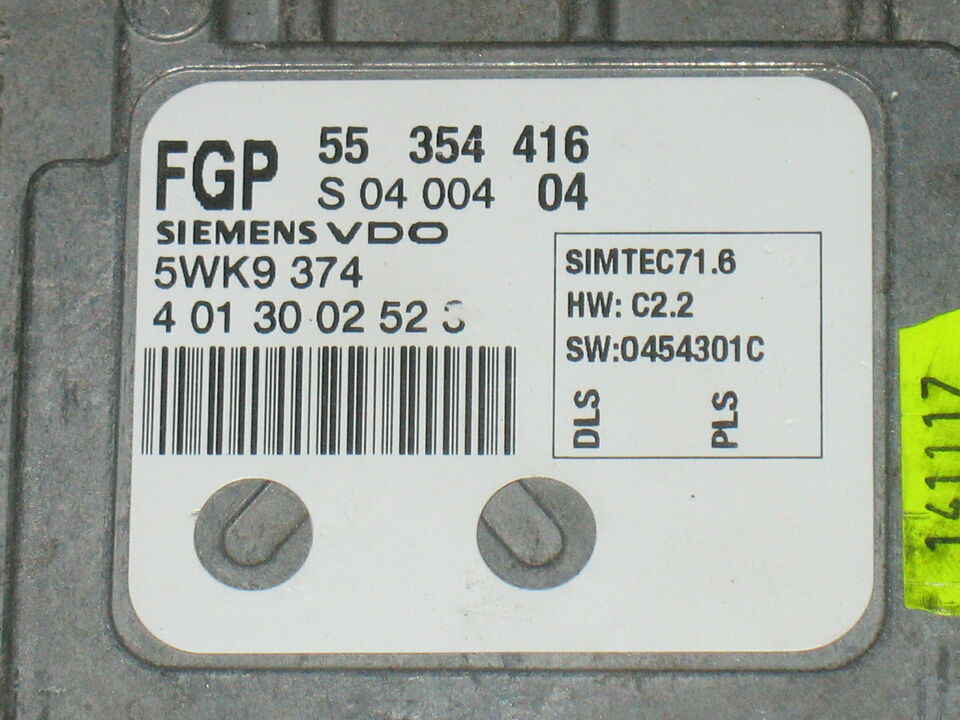 FGP 55 354 416
S 04 004 04
SIEMENS VDO
5WK9 374
4 01 30 02 52
SIMTEC71.6
HW: C2.2
SW:0454301C
DLS PLS
141117